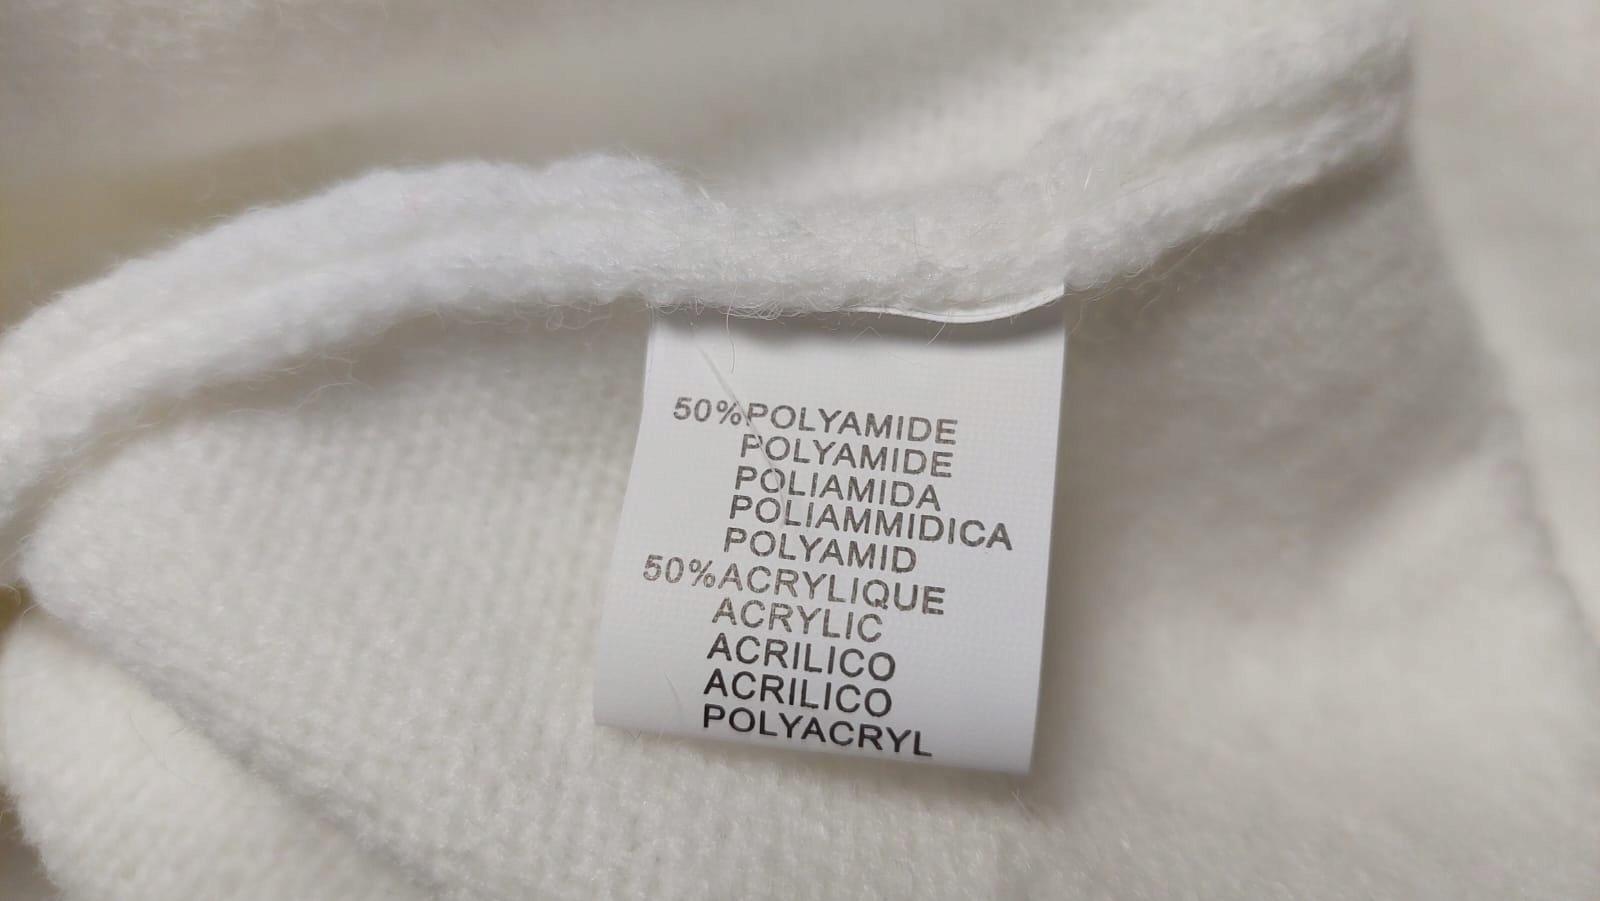 50%POLYAMIDE
POLYAMIDE
POLIAMIDA
POLIAMMIDICA
POLYAMID
50%ACRYLIQUE
ACRYLIC
ACRILICO
ACRILICO
POLYACRYL